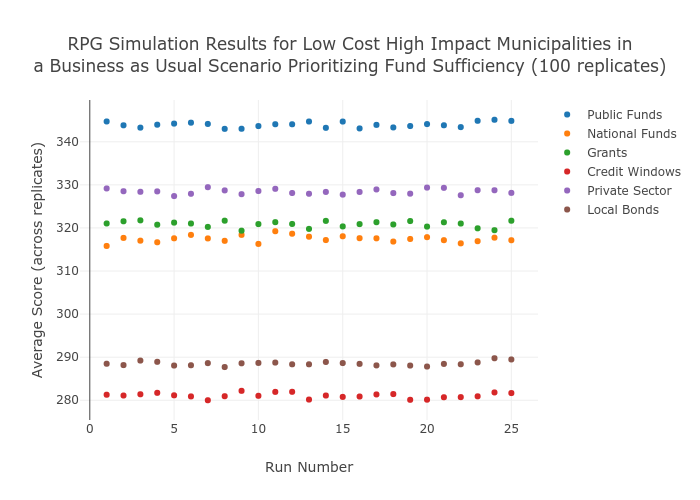 RPG Simulation Results for Low Cost High Impact Municipalities in
a Business as Usual Scenario Prioritizing Fund Sufficiency (100 replicates)
Public Funds
National Funds
Grants
Credit Windows
Private Sector
Local Bonds
Average Score (across replicates)
340
330
320
310
300
290
280
0
5
10
15
20
25
Run Number